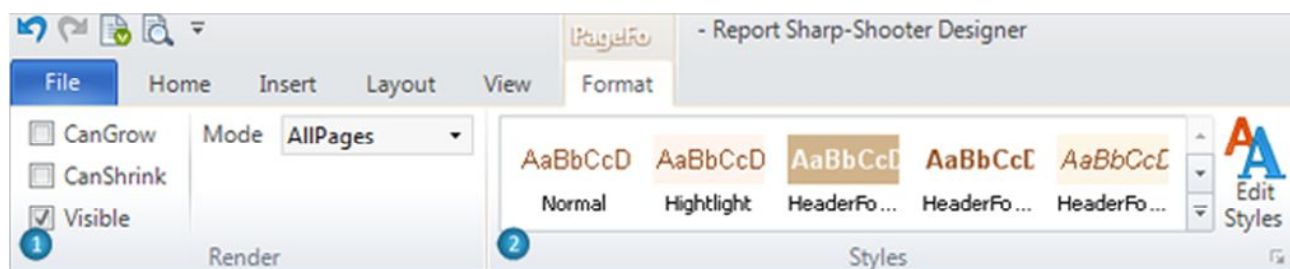 PageFo - Report Sharp-Shooter Designer
File Home Insert Layout View Format
CanGrow Mode AllPages
CanShrink
Visible
AaBbCcD AaBbCcD AaBbCcD AaBbCcE AaBbCcD
Normal Hightlight HeaderFo... HeaderFo... HeaderFo...
Edit
Styles
1 Render 2 Styles